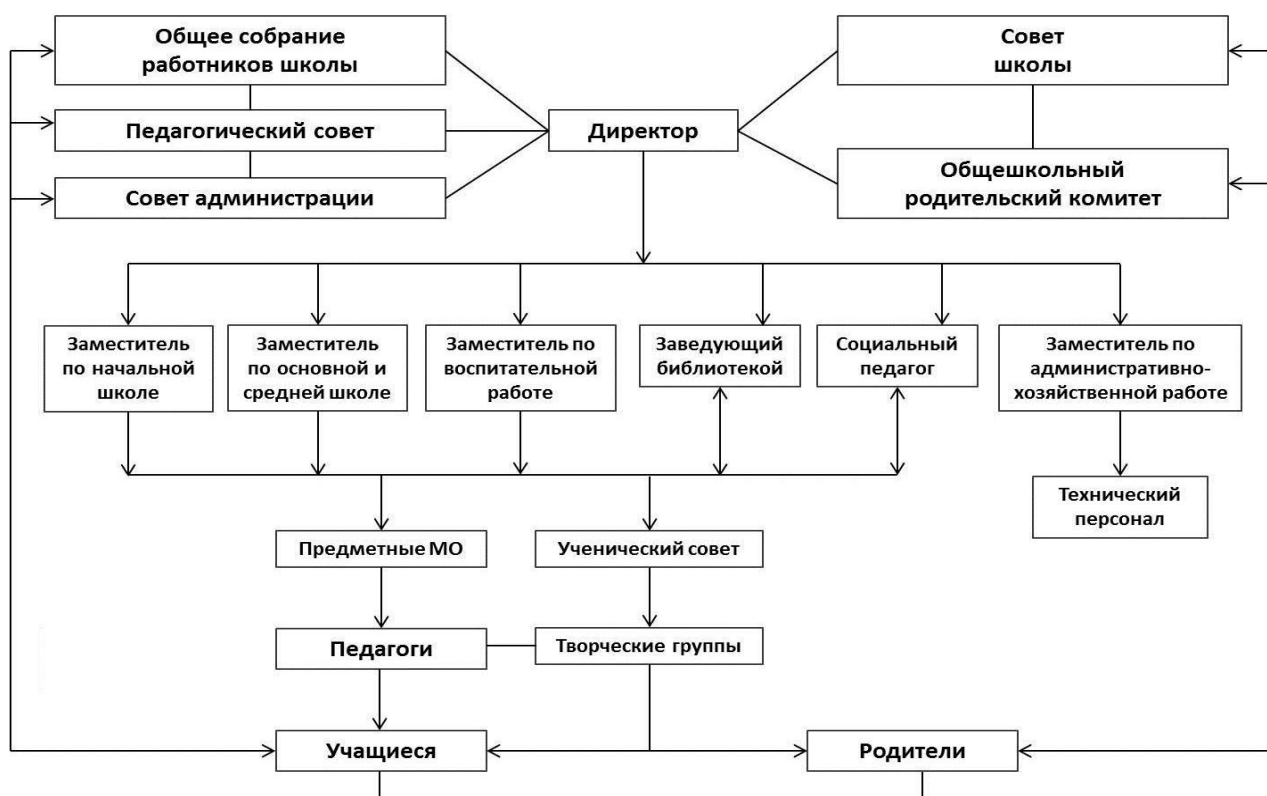 Общее собрание
работников школы
Совет
школы
Педагогический совет
Директор
Совет администрации
Общешкольный
родительский комитет
Заместитель
по начальной
школе
Заместитель
по основной и
средней школе
Заместитель по
воспитательной
работе
Заведующий
библиотекой
Социальный
педагог
Заместитель по
административно-
хозяйственной работе
Технический
персонал
Предметные МО
Ученический совет
Педагоги
Творческие группы
Учащиеся
Родители